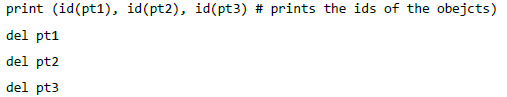 print (id(pt1), id(pt2), id(pt3) # prints the ids of the obejcts)
del pt1
del pt2
del pt3